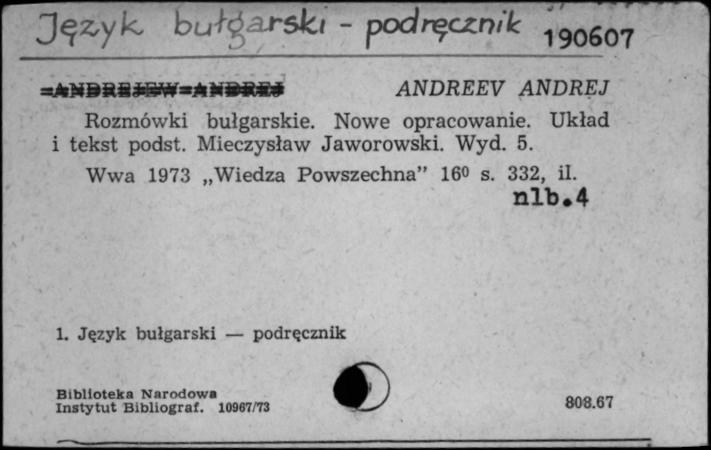 Język bułgarski - podręcznik 190607
ANDREJEW ANDREJ ANDREEV ANDREJ
Rozmówki bułgarskie. Nowe opracowanie. Układ
i tekst podst. Mieczysław Jaworowski. Wyd. 5.
Wwa 1973 „Wiedza Powszechna” 16⁰ s. 332, il.
nlb.4
1. Język bułgarski — podręcznik
Biblioteka Narodowa
Instytut Bibliograf. 10967/73
808.67